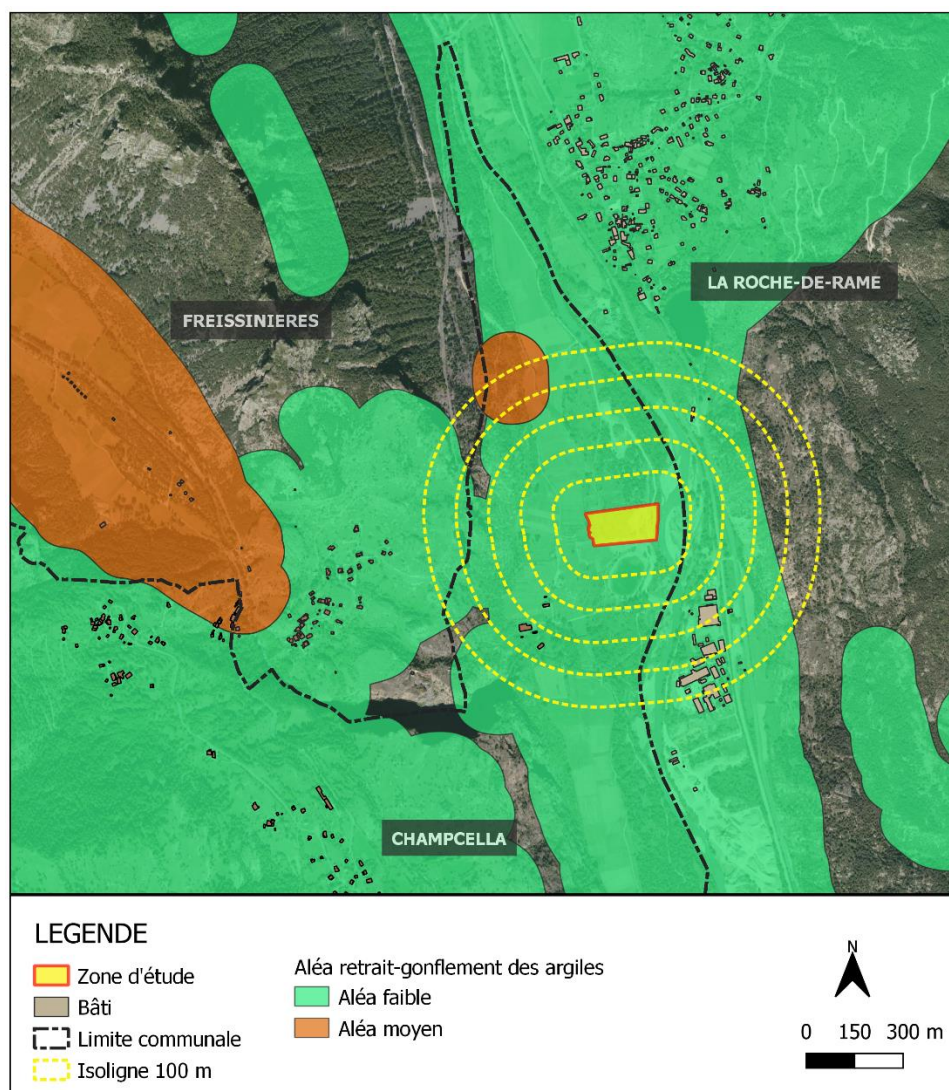 LA ROCHE-DE-RAME
FREISSINIERES
CHAMPCELLA
LEGENDE
Zone d'étude
Bâti
Limite communale
Isoligne 100 m
Aléa retrait-gonflement des argiles
Aléa faible
Aléa moyen
N
0 150 300 m